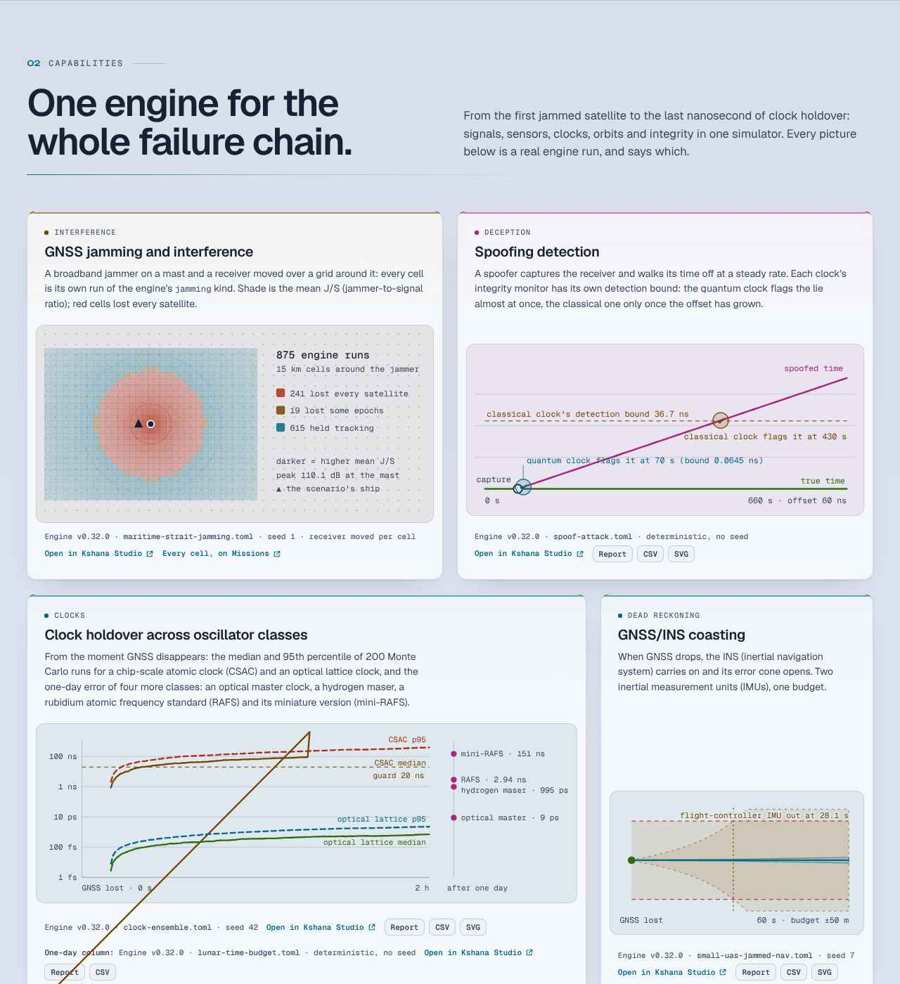 02 CAPABILITIES
One engine for the
whole failure chain.
From the first jammed satellite to the last nanosecond of clock holdover:
signals, sensors, clocks, orbits and integrity in one simulator. Every picture
below is a real engine run, and says which.
INTERFERENCE
GNSS jamming and interference
A broadband jammer on a mast and a receiver moved over a grid around it: every cell
is its own run of the engine's jamming kind. Shade is the mean J/S (jammer-to-signal
ratio); red cells lost every satellite.
875 engine runs
15 km cells around the jammer
241 lost every satellite
19 lost some epochs
615 held tracking
darker = higher mean J/S
peak 110.1 dB at the mast
▲ the scenario's ship
Engine v0.32.0 · maritime-strait-jamming.toml · seed 1 · receiver moved per cell
Open in Kshana Studio Every cell, on Missions
DECEPTION
Spoofing detection
A spoofer captures the receiver and walks its time off at a steady rate. Each clock's
integrity monitor has its own detection bound: the quantum clock flags the lie
almost at once, the classical one only once the offset has grown.
spoofed time
classical clock's detection bound 36.7 ns
classical clock flags it at 430 s
quantum clock flags it at 70 s (bound 0.0645 ns)
capture
true time
0 s
660 s · offset 60 ns
Engine v0.32.0 · spoof-attack.toml · deterministic, no seed
Open in Kshana Studio Report CSV SVG
CLOCKS
Clock holdover across oscillator classes
From the moment GNSS disappears: the median and 95th percentile of 200 Monte
Carlo runs for a chip-scale atomic clock (CSAC) and an optical lattice clock, and the
one-day error of four more classes: an optical master clock, a hydrogen maser, a
rubidium atomic frequency standard (RAFS) and its miniature version (mini-RAFS).
CSAC p95
100 ns
CSAC median
guard 20 ns
1 ns
10 ps
optical lattice p95
optical lattice median
100 fs
1 fs
GNSS lost · 0 s
2 h
mini-RAFS · 151 ns
RAFS · 2.94 ns
hydrogen maser · 995 ps
optical master · 9 ps
after one day
Engine v0.32.0 · clock-ensemble.toml · seed 42 Open in Kshana Studio Report CSV SVG
One-day column: Engine v0.32.0 · lunar-time-budget.toml · deterministic, no seed Open in Kshana Studio
Report CSV
DEAD RECKONING
GNSS/INS coasting
When GNSS drops, the INS (inertial navigation
system) carries on and its error cone opens. Two
inertial measurement units (IMUs), one budget.
flight-controller IMU out at 28.1 s
GNSS lost
60 s · budget ±50 m
Engine v0.32.0 · small-uas-jammed-nav.toml · seed 7
Open in Kshana Studio Report CSV SVG